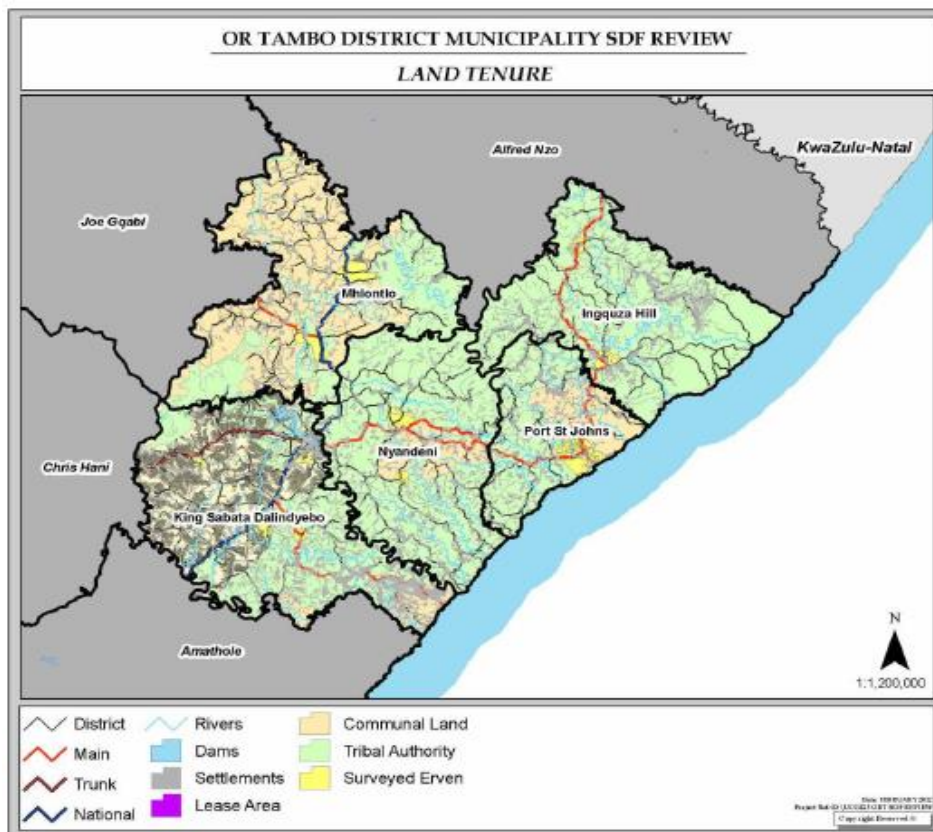 OR TAMBO DISTRICT MUNICIPALITY SDF REVIEW
LAND TENURE
KwaZulu-Natal
Alfred Nzo
Joe Gqabi
Mhlontlo
Ingquza Hill
Port St Johns
Nyandeni
Chris Hani
King Sabata Dalindyebo
Amathole
N
1:1,200,000
District
Main
Trunk
National
Rivers
Dams
Settlements
Lease Area
Communal Land
Tribal Authority
Surveyed Erven
Copyright Reserved ©